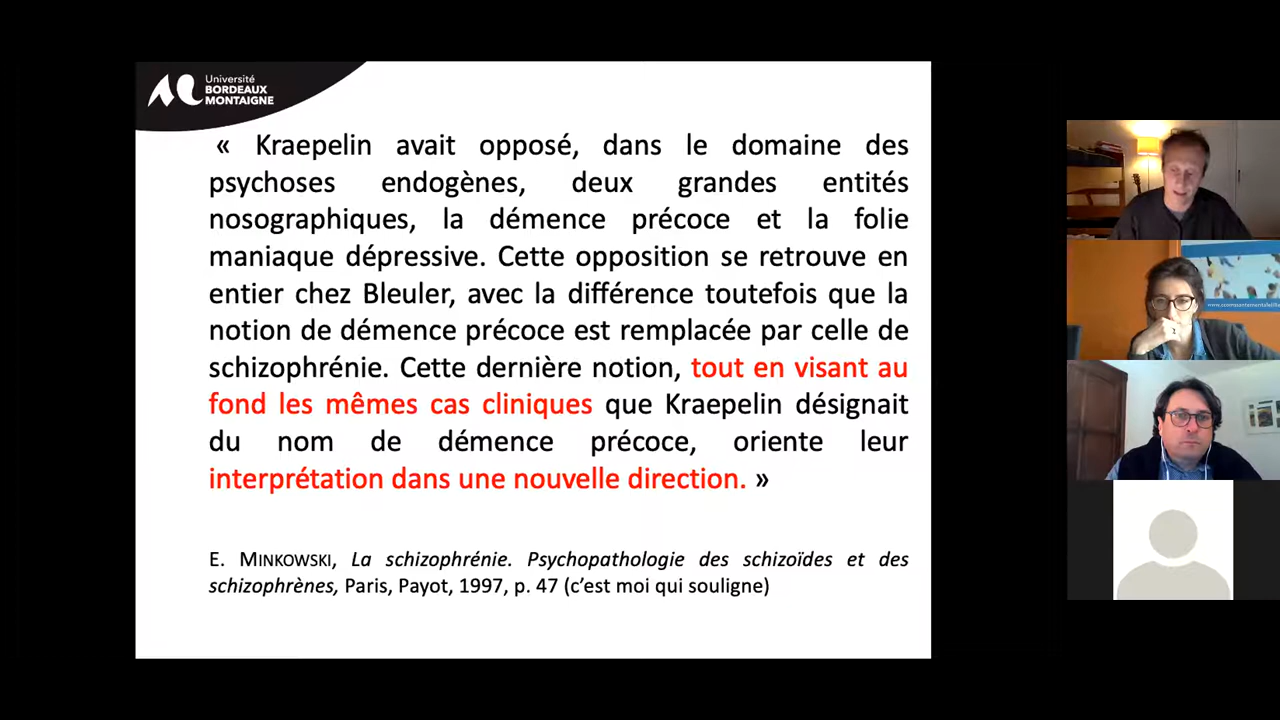 Université
BORDEAUX
MONTAIGNE
« Kraepelin avait opposé, dans le domaine des
psychoses endogènes, deux grandes entités
nosographiques, la démence précoce et la folie
maniaque dépressive. Cette opposition se retrouve en
entier chez Bleuler, avec la différence toutefois que la
notion de démence précoce est remplacée par celle de
schizophrénie. Cette dernière notion, tout en visant au
fond les mêmes cas cliniques que Kraepelin désignait
du nom de démence précoce, oriente leur
interprétation dans une nouvelle direction. »
E. MINKOWSKI, La schizophrénie. Psychopathologie des schizoïdes et des
schizophrènes, Paris, Payot, 1997, p. 47 (c’est moi qui souligne)